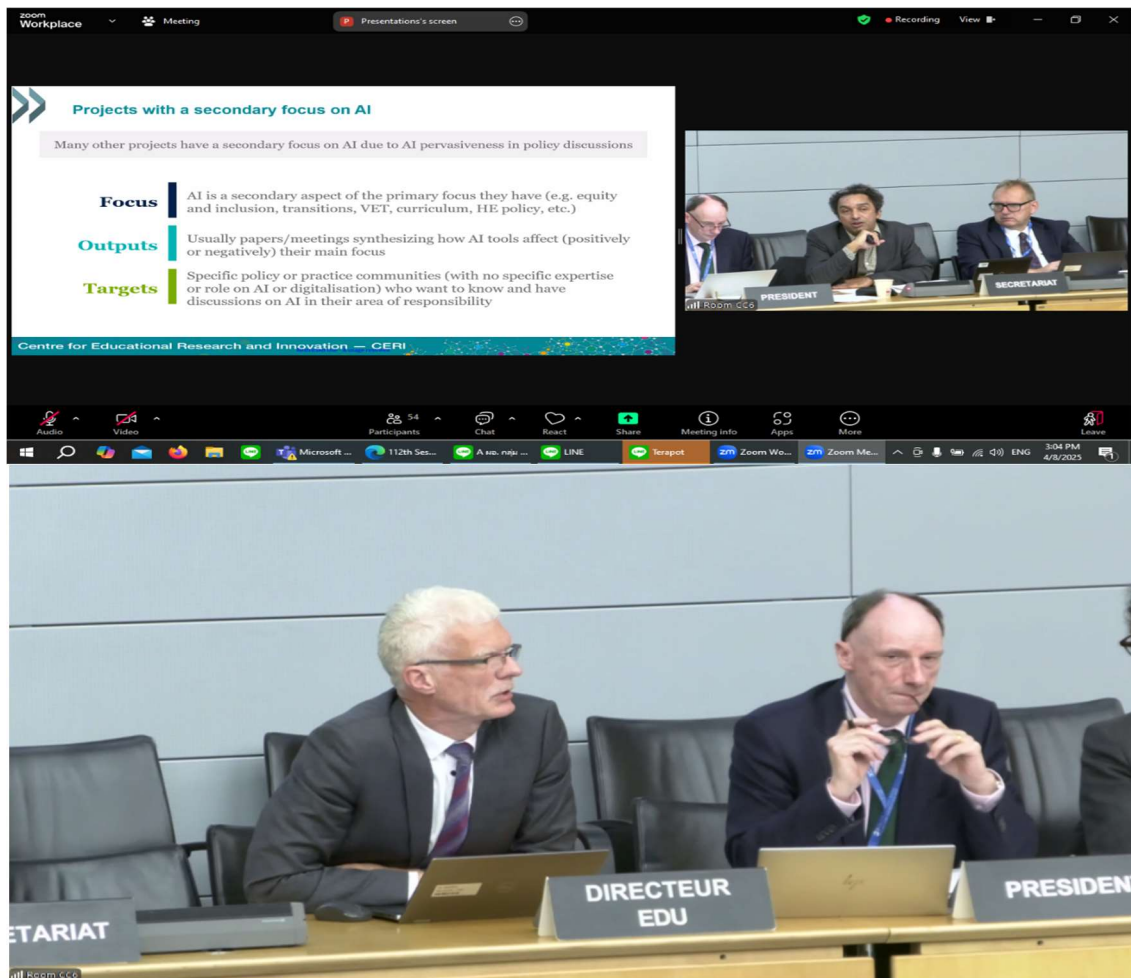 zoom
Workplace
Meeting
P Presentations's screen
Recording
View
Projects with a secondary focus on AI
Many other projects have a secondary focus on AI due to AI pervasiveness in policy discussions
Focus
AI is a secondary aspect of the primary focus they have (e.g. equity
and inclusion, transitions, VET, curriculum, HE policy, etc.)
Outputs
Usually papers/meetings synthesizing how AI tools affect (positively
or negatively) their main focus
Targets
Specific policy or practice communities (with no specific expertise
or role on AI or digitalisation) who want to know and have
discussions on AI in their area of responsibility
Centre for Educational Research and Innovation — CERI
PRESIDENT
SECRETARIAT
Room CC6
Audio
Video
54
Participants
Chat
React
Share
Meeting info
Apps
More
Leave
Microsoft ...
112th Ses...
LINE
Terapot
zm Zoom Wo...
zm Zoom Me...
ENG
3:04 PM
4/8/2025
DIRECTEUR
EDU
PRESIDEN
ETARIAT
hp
Room CC6